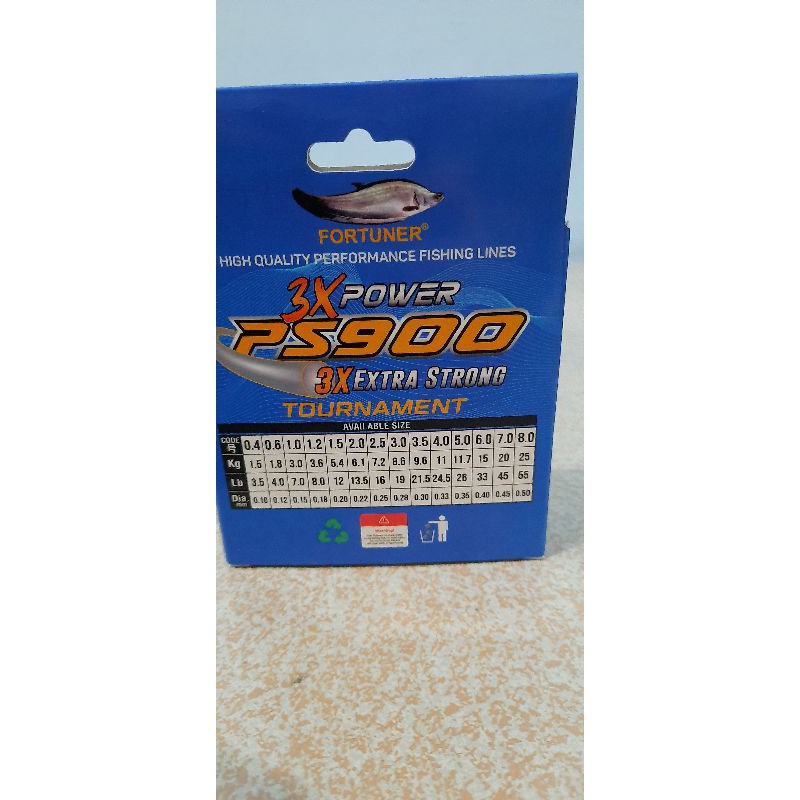 FORTUNER®
HIGH QUALITY PERFORMANCE FISHING LINES
3X POWER
PS900
3X EXTRA STRONG
TOURNAMENT
AVAILABLE SIZE
CODE 号 0.4 0.6 1.0 1.2 1.5 2.0 2.5 3.0 3.5 4.0 5.0 6.0 7.0 8.0
Kg 1.5 1.8 3.0 3.6 5.4 6.1 7.2 8.6 9.6 11 11.7 15 20 25
Lb 3.5 4.0 7.0 8.0 12 13.5 16 19 21.5 24.5 26 33 45 55
Dia mm 0.10 0.12 0.15 0.18 0.20 0.22 0.25 0.28 0.30 0.33 0.35 0.40 0.45 0.50
Warning!